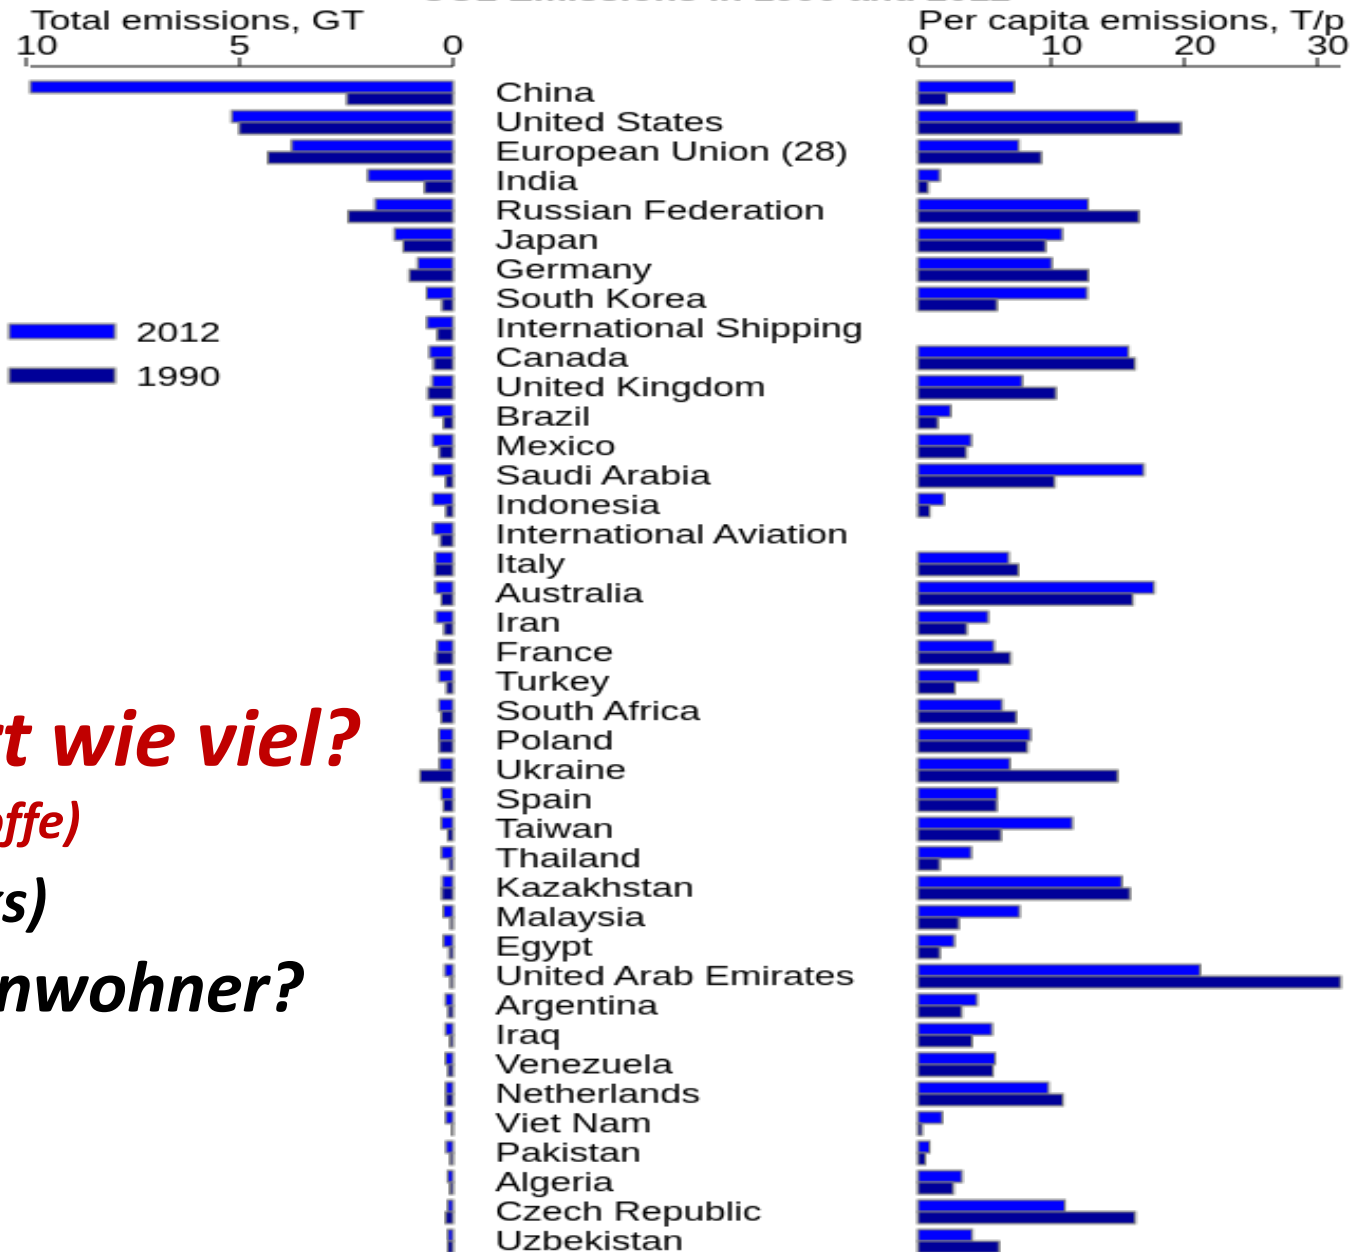 Total emissions, GT
Per capita emissions, T/p
10 5 0
0 10 20 30
China
United States
European Union (28)
India
Russian Federation
Japan
Germany
South Korea
International Shipping
Canada
United Kingdom
Brazil
Mexico
Saudi Arabia
Indonesia
International Aviation
Italy
Australia
Iran
France
Turkey
South Africa
Poland
Ukraine
Spain
Taiwan
Thailand
Kazakhstan
Malaysia
Egypt
United Arab Emirates
Argentina
Iraq
Venezuela
Netherlands
Viet Nam
Pakistan
Algeria
Czech Republic
Uzbekistan
2012
1990
rt wie viel?
offe)
ks)
nwohner?